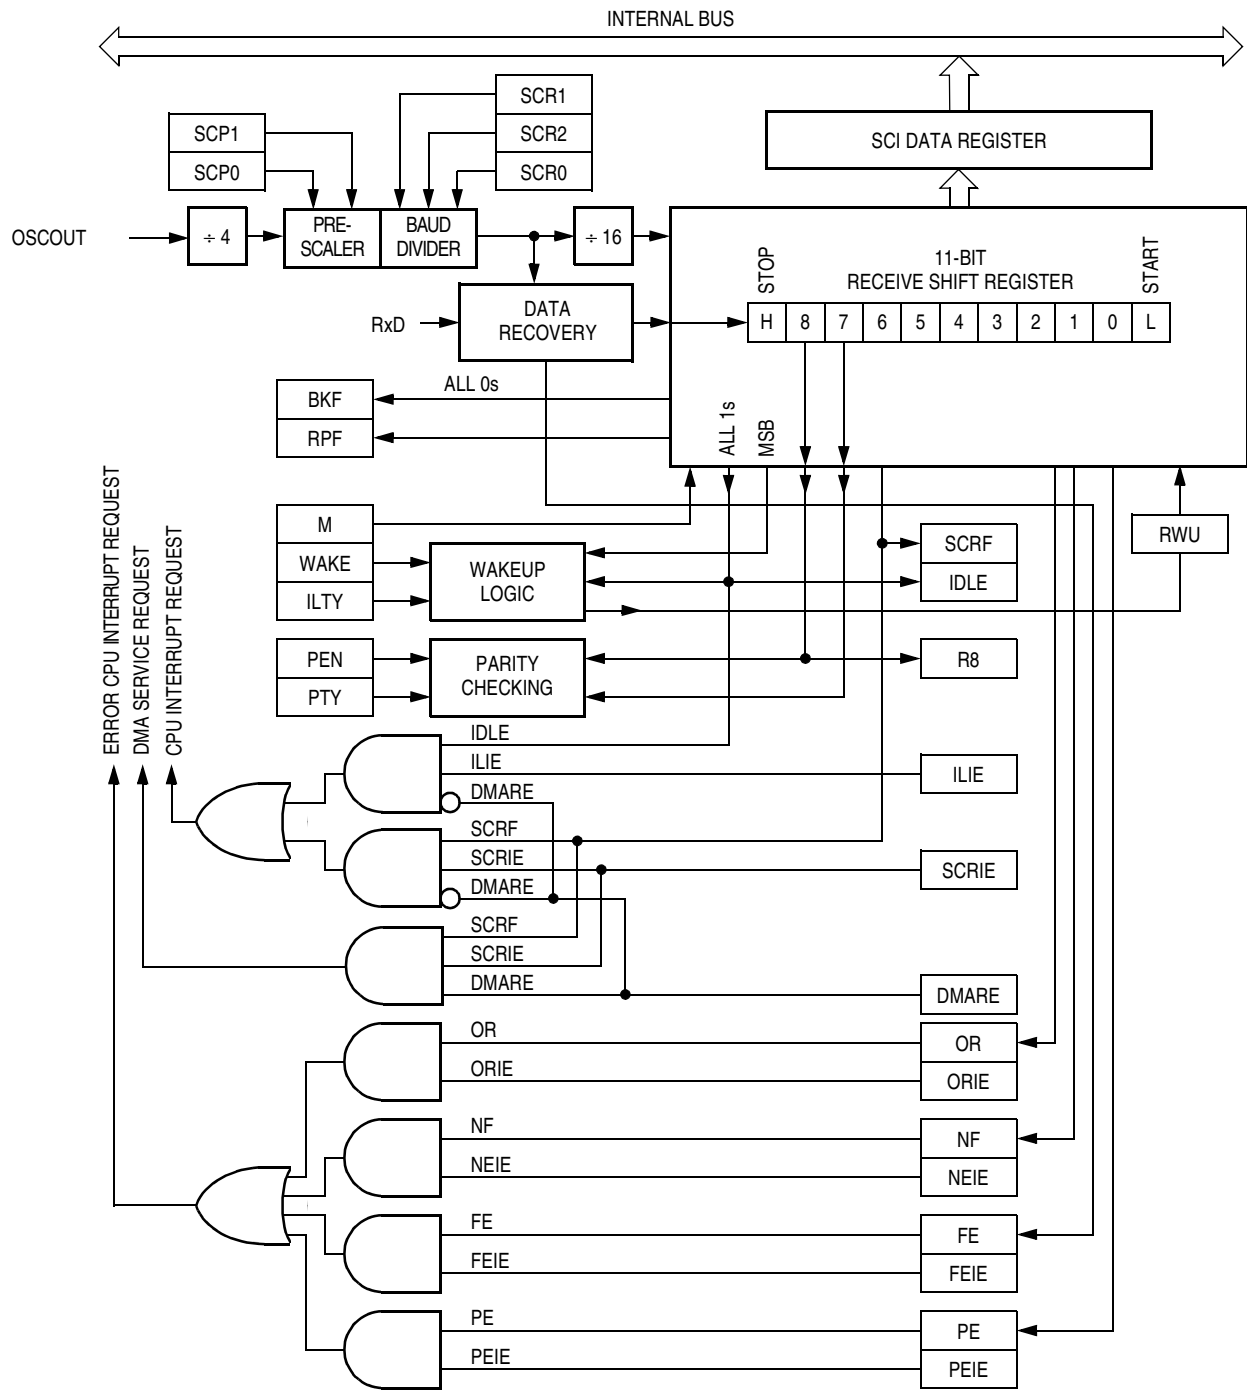 INTERNAL BUS
SCR1
SCR2
SCR0
SCP1
SCP0
SCI DATA REGISTER
OSCOUT
÷ 4
PRE-
SCALER
BAUD
DIVIDER
÷ 16
STOP
11-BIT
RECEIVE SHIFT REGISTER
START
RxD
DATA
RECOVERY
H 8 7 6 5 4 3 2 1 0 L
ALL 0s
BKF
RPF
ALL 1s
MSB
M
WAKE
ILTY
WAKEUP
LOGIC
SCRF
IDLE
RWU
PEN
PTY
PARITY
CHECKING
R8
ERROR CPU INTERRUPT REQUEST
DMA SERVICE REQUEST
CPU INTERRUPT REQUEST
IDLE
ILIE
ILIE
DMARE
SCRF
SCRIE
SCRIE
DMARE
SCRF
SCRIE
DMARE
DMARE
OR
OR
ORIE
ORIE
NF
NF
NEIE
NEIE
FE
FE
FEIE
FEIE
PE
PE
PEIE
PEIE